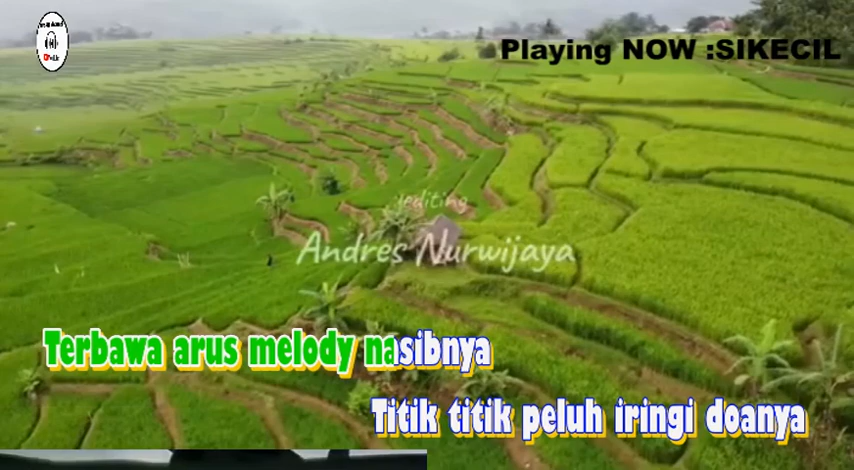 Playing NOW :SIKECIL
editing
Andres Nurwijaya
Terbawa arus melody nasibnya
Titik titik peluh iringi doanya